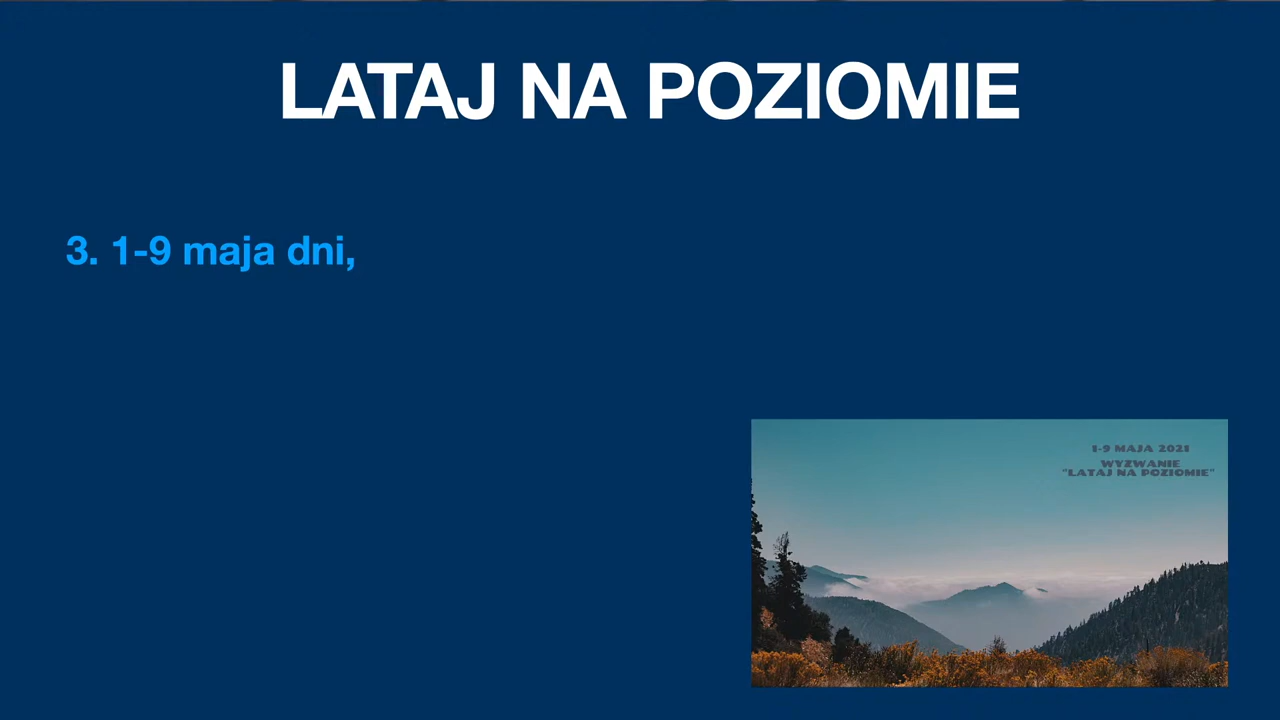 LATAJ NA POZIOMIE
3. 1-9 maja dni,
1-9 MAJA 2021
WYZWANIE
"LATAJ NA POZIOMIE"